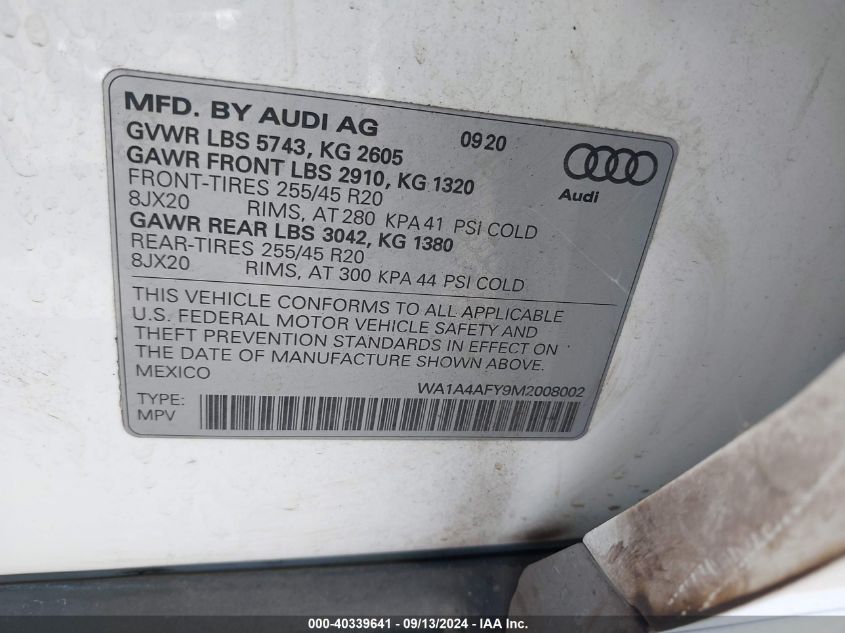 MFD. BY AUDI AG 0920
GVWR LBS 5743, KG 2605
GAWR FRONT LBS 2910, KG 1320
FRONT-TIRES 255/45 R20
8JX20 RIMS, AT 280 KPA 41 PSI COLD
GAWR REAR LBS 3042, KG 1380
REAR-TIRES 255/45 R20
8JX20 RIMS, AT 300 KPA 44 PSI COLD
Audi
THIS VEHICLE CONFORMS TO ALL APPLICABLE
U.S. FEDERAL MOTOR VEHICLE SAFETY AND
THEFT PREVENTION STANDARDS IN EFFECT ON
THE DATE OF MANUFACTURE SHOWN ABOVE.
MEXICO
WA1A4AFY9M2008002
TYPE:
MPV
000-40339641 - 09/13/2024 - IAA Inc.